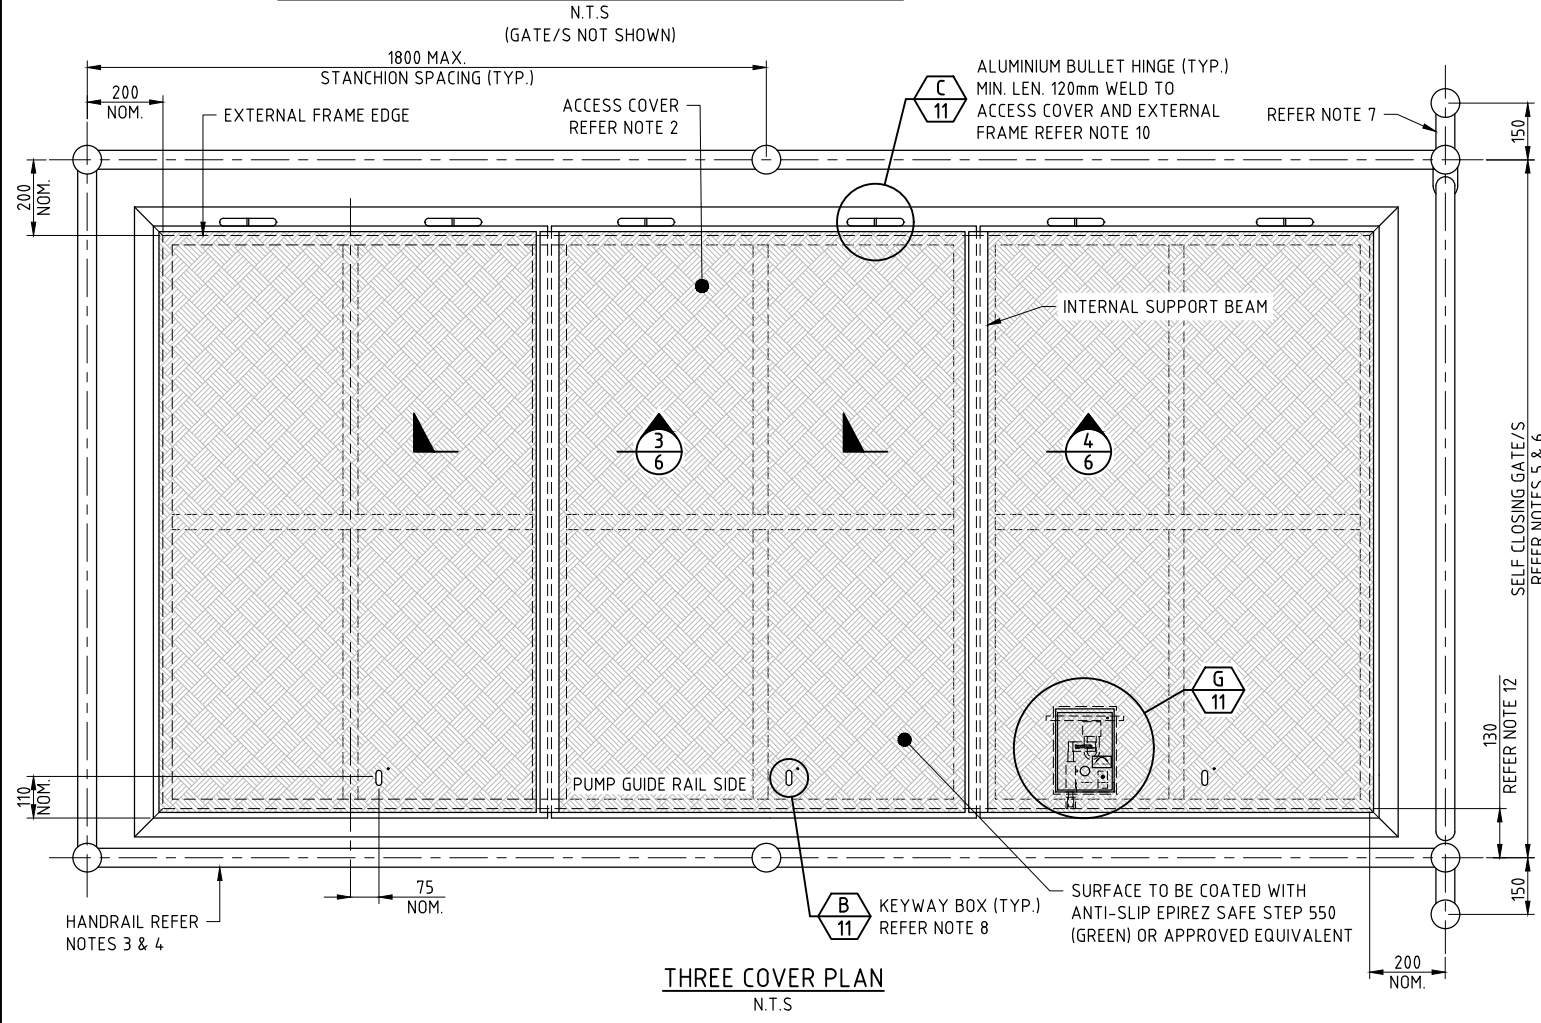 N.T.S
(GATE/S NOT SHOWN)
1800 MAX.
STANCHION SPACING (TYP.)
200
NOM.
EXTERNAL FRAME EDGE
ACCESS COVER
REFER NOTE 2
C
11
ALUMINIUM BULLET HINGE (TYP.)
MIN. LEN. 120mm WELD TO
ACCESS COVER AND EXTERNAL
FRAME REFER NOTE 10
REFER NOTE 7
150
200
NOM.
INTERNAL SUPPORT BEAM
3
6
4
6
SELF CLOSING GATE/S
REFER NOTES 5 & 6
G
11
130
REFER NOTE 12
110
NOM.
PUMP GUIDE RAIL SIDE
150
75
NOM.
HANDRAIL REFER
NOTES 3 & 4
B
11
KEYWAY BOX (TYP.)
REFER NOTE 8
SURFACE TO BE COATED WITH
ANTI-SLIP EPIREZ SAFE STEP 550
(GREEN) OR APPROVED EQUIVALENT
200
NOM.
THREE COVER PLAN
N.T.S